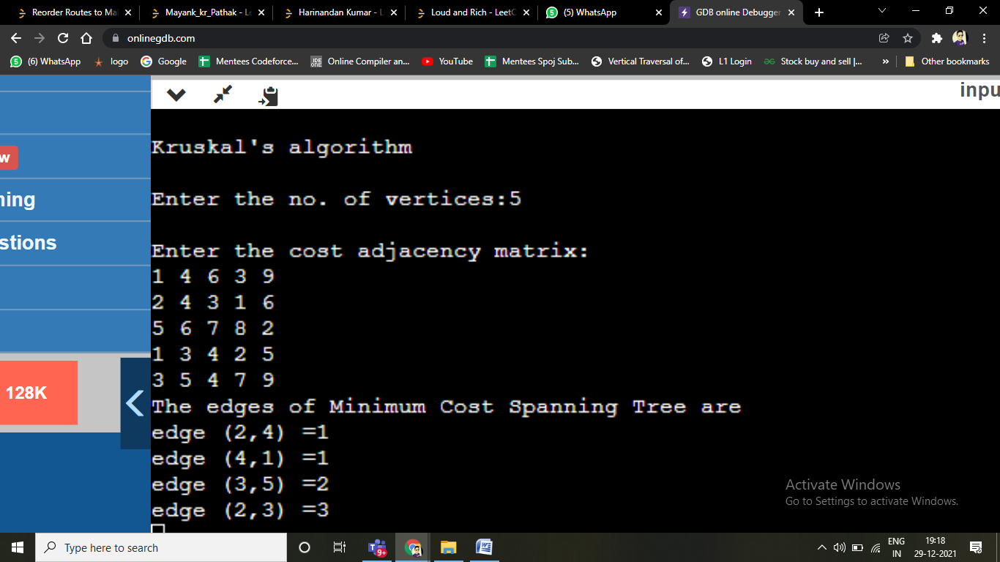 Reorder Routes to Ma
Mayank_kr_Pathak - Le
Harinandan Kumar - L
Loud and Rich - LeetC
(5) WhatsApp
GDB online Debugger
onlinegdb.com
(6) WhatsApp
logo
Google
Mentees Codeforce...
Online Compiler an...
YouTube
Mentees Spoj Sub...
Vertical Traversal of...
L1 Login
Stock buy and sell |...
»
Other bookmarks
inpu
w
ning
stions
128K
Kruskal's algorithm
Enter the no. of vertices:5
Enter the cost adjacency matrix:
1 4 6 3 9
2 4 3 1 6
5 6 7 8 2
1 3 4 2 5
3 5 4 7 9
The edges of Minimum Cost Spanning Tree are
edge (2,4) =1
edge (4,1) =1
edge (3,5) =2
edge (2,3) =3
Activate Windows
Go to Settings to activate Windows.
Type here to search
9+
ENG
IN
19:18
29-12-2021